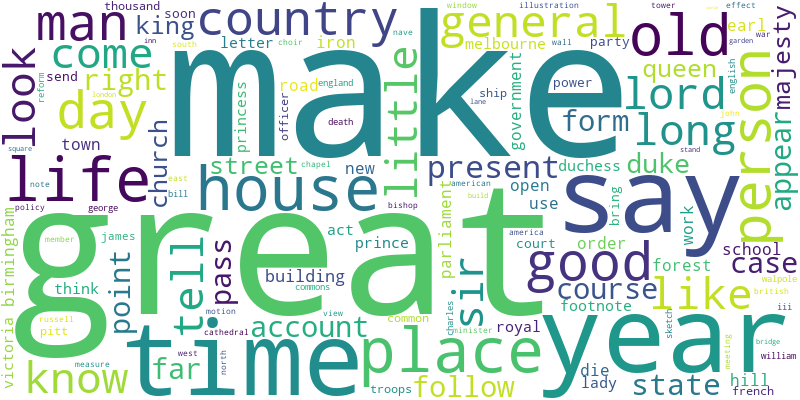 thousand
soon
man
king
country
letter
iron
come
look
send
right
road
day
town
princess
officer
south
inn
make
little
nave
window
illustration
tower
effect
general
melbourne
wall
party
choir
england
government
ship
power
form
old
war
earl
garden
queen
majesty
english
lord
john
long
person
appear
reform
london
death
lane
stand
life
church
street
chapel
new
present
duchess
duke
square
note
east
bill
house
american
open
use
bring
work
policy
george
bishop
build
say
victoria birmingham
great
member
james
think
point
tell
pass
act
prince
building
commons
america
court
order
parliament
sir
good
school
forest
case
course
like
footnote
iii
walpole
british
russell
pitt
motion
cathedral
view
account
common
charles
minister
royal
sketch
meeting
bridge
william
time
place
year
know
measure
far
west
north
troops
follow
die
lady
state
hill
french